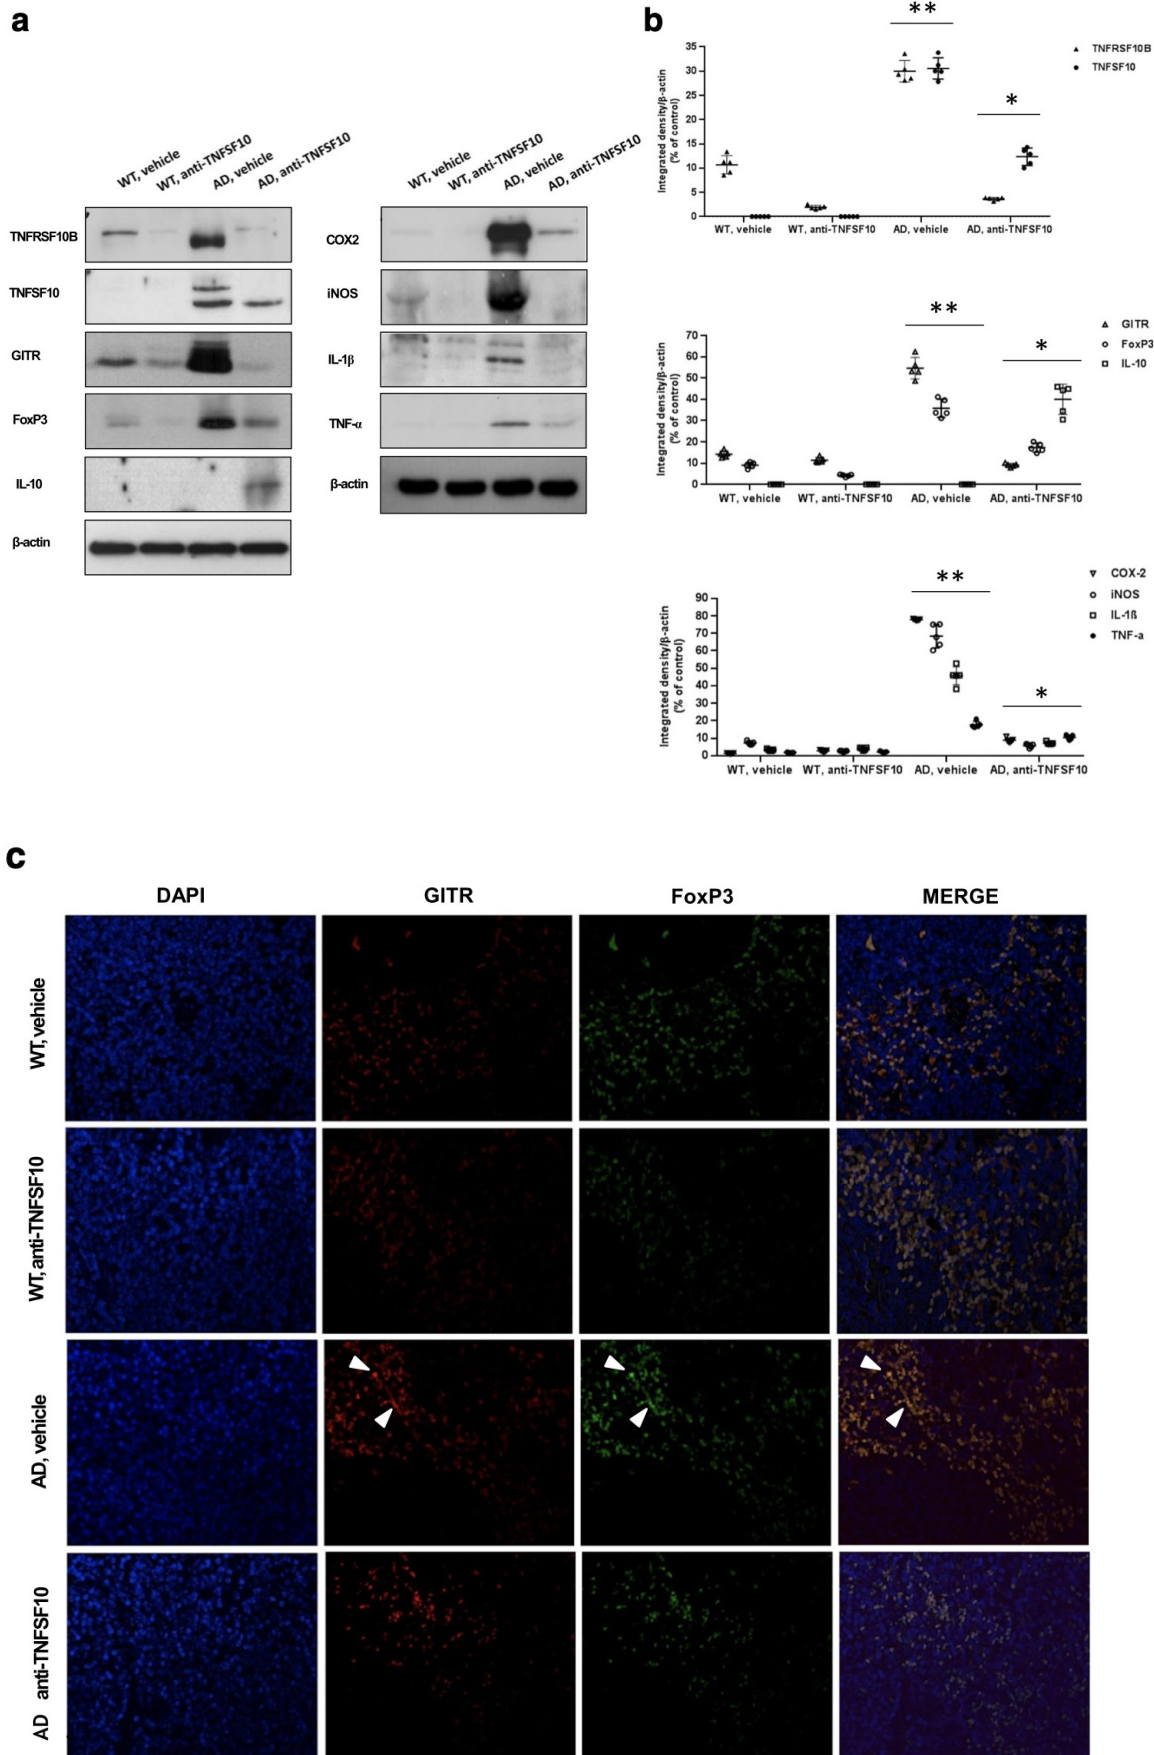 a
WT, vehicle
WT, anti-TNFSF10
AD, vehicle
AD, anti-TNFSF10
TNFRSF10B
TNFSF10
GITR
FoxP3
IL-10
β-actin
WT, vehicle
WT, anti-TNFSF10
AD, vehicle
AD, anti-TNFSF10
COX2
iNOS
IL-1β
TNF-α
β-actin
b
**
*
TNFRSF10B
TNFSF10
Integrated density/β-actin
(% of control)
35
30
25
20
15
10
5
0
WT, vehicle WT, anti-TNFSF10 AD, vehicle AD, anti-TNFSF10
**
*
GITR
FoxP3
IL-10
Integrated density/β-actin
(% of control)
70
60
50
40
30
20
10
0
WT, vehicle WT, anti-TNFSF10 AD, vehicle AD, anti-TNFSF10
**
*
COX-2
iNOS
IL-1ß
TNF-a
Integrated density/β-actin
(% of control)
90
80
70
60
50
40
30
20
10
0
WT, vehicle WT, anti-TNFSF10 AD, vehicle AD, anti-TNFSF10
c
DAPI GITR FoxP3 MERGE
WT, vehicle
WT, anti-TNFSF10
AD, vehicle
AD anti-TNFSF10